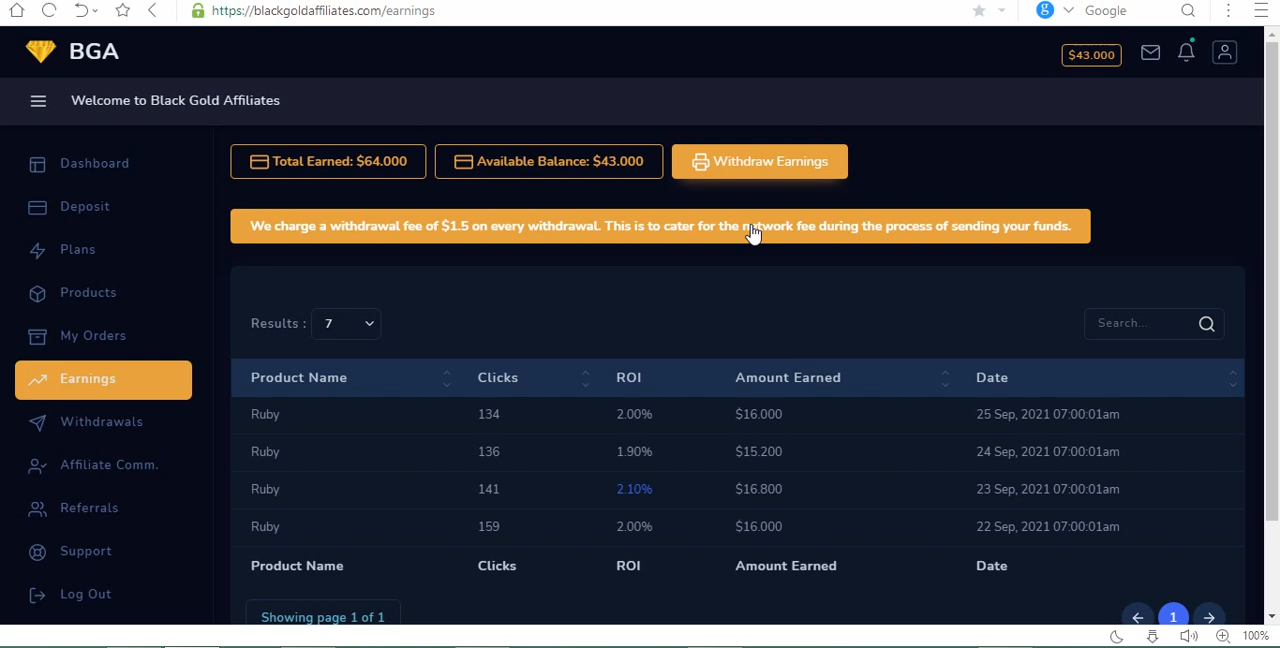 https://blackgoldaffiliates.com/earnings
Google
BGA
$43.000
Welcome to Black Gold Affiliates
Dashboard
Deposit
Plans
Products
My Orders
Earnings
Withdrawals
Affiliate Comm.
Referrals
Support
Log Out
Total Earned: $64.000 Available Balance: $43.000 Withdraw Earnings
We charge a withdrawal fee of $1.5 on every withdrawal. This is to cater for the network fee during the process of sending your funds.
Results : 7 Search...
Product Name Clicks ROI Amount Earned Date
Ruby 134 2.00% $16.000 25 Sep, 2021 07:00:01am
Ruby 136 1.90% $15.200 24 Sep, 2021 07:00:01am
Ruby 141 2.10% $16.800 23 Sep, 2021 07:00:01am
Ruby 159 2.00% $16.000 22 Sep, 2021 07:00:01am
Product Name Clicks ROI Amount Earned Date
Showing page 1 of 1 1
100%